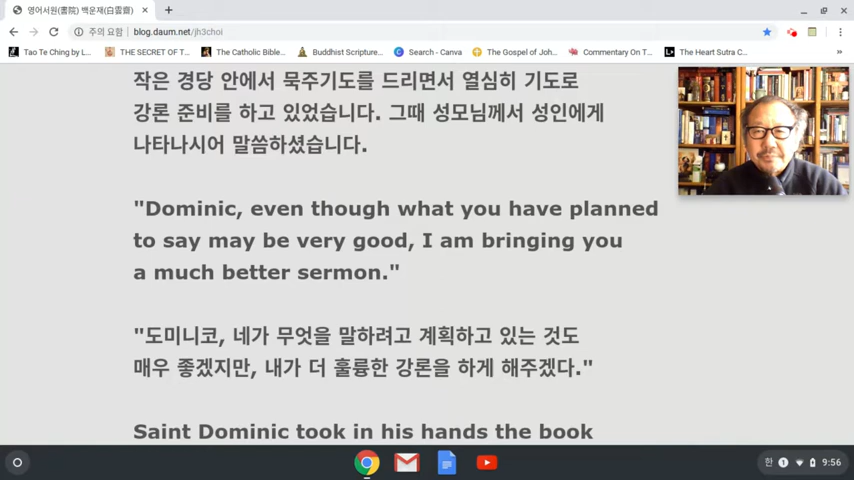 영어서원(書院) 백운재(白雲齋)
주의 요함
blog.daum.net/jh3choi
Tao Te Ching by L...
THE SECRET OF T...
The Catholic Bible...
Buddhist Scripture...
Search - Canva
The Gospel of Joh...
Commentary On T...
The Heart Sutra C...
»
작은 경당 안에서 묵주기도를 드리면서 열심히 기도로
강론 준비를 하고 있었습니다. 그때 성모님께서 성인에게
나타나시어 말씀하셨습니다.
"Dominic, even though what you have planned
to say may be very good, I am bringing you
a much better sermon."
"도미니코, 네가 무엇을 말하려고 계획하고 있는 것도
매우 좋겠지만, 내가 더 훌륭한 강론을 하게 해주겠다."
Saint Dominic took in his hands the book
한
1
9:56